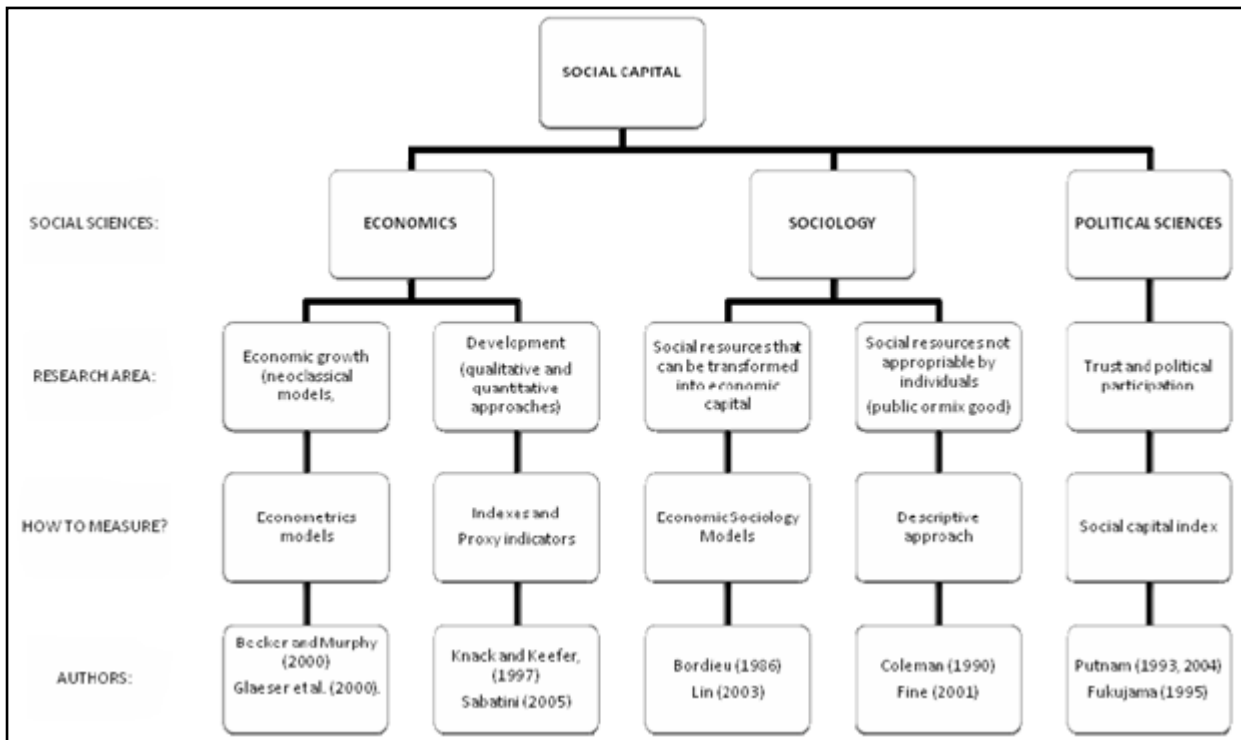 SOCIAL CAPITAL
SOCIAL SCIENCES:
ECONOMICS
SOCIOLOGY
POLITICAL SCIENCES
RESEARCH AREA:
Economic growth
(neoclassical
models,
Development
(qualitative and
quantitative
approaches)
Social resources that
can be transformed
into economic
capital
Social resources not
appropriable by
individuals
(public or mix good)
Trust and political
participation
HOW TO MEASURE?
Econometrics
models
Indexes and
Proxy indicators
Economic Sociology
Models
Descriptive
approach
Social capital index
AUTHORS:
Becker and Murphy
(2000)
Glaeser et al. (2000).
Knack and Keefer,
(1997)
Sabatini (2005)
Bordieu (1986)
Lin (2003)
Coleman (1990)
Fine (2001)
Putnam (1993, 2004)
Fukujama (1995)